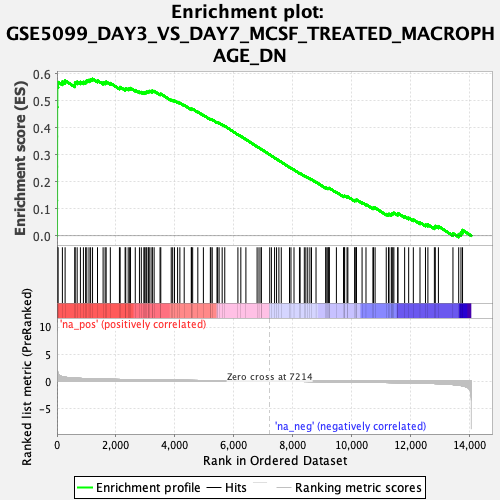 Enrichment plot:
GSE5099_DAY3_VS_DAY7_MCSF_TREATED_MACROPH
AGE_DN
Enrichment score (ES)
0.6
0.5
0.4
0.3
0.2
0.1
0.0
'na_pos' (positively correlated)
Ranked list metric (PreRanked)
10
5
0
-5
Zero cross at 7214
'na_neg' (negatively correlated)
0
2,000
4,000
6,000
8,000
10,000
12,000
14,000
Rank in Ordered Dataset
Enrichment profile
Hits
Ranking metric scores